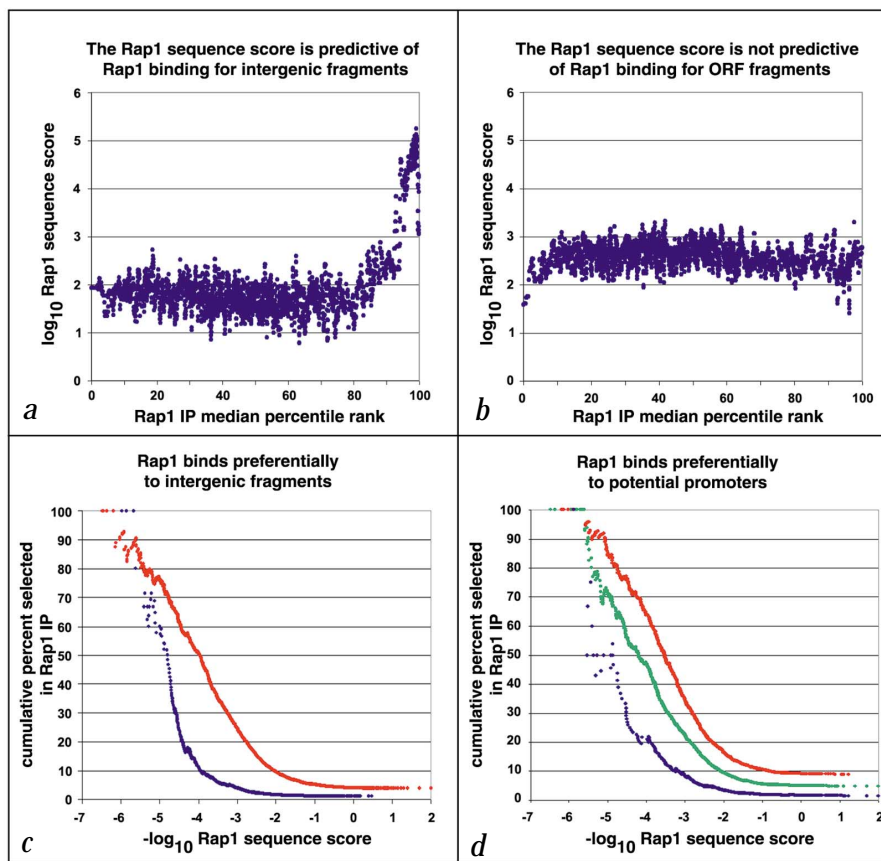 The Rap1 sequence score is predictive of
Rap1 binding for intergenic fragments
log10 Rap1 sequence score
6
5
4
3
2
1
0
0 20 40 60 80 100
Rap1 IP median percentile rank
a
The Rap1 sequence score is not predictive
of Rap1 binding for ORF fragments
log10 Rap1 sequence score
6
5
4
3
2
1
0
0 20 40 60 80 100
Rap1 IP median percentile rank
b
Rap1 binds preferentially
to intergenic fragments
cumulative percent selected
in Rap1 IP
100
90
80
70
60
50
40
30
20
10
0
-7 -6 -5 -4 -3 -2 -1 0 1 2
-log10 Rap1 sequence score
c
Rap1 binds preferentially
to potential promoters
cumulative percent selected
in Rap1 IP
100
90
80
70
60
50
40
30
20
10
0
-7 -6 -5 -4 -3 -2 -1 0 1 2
-log10 Rap1 sequence score
d